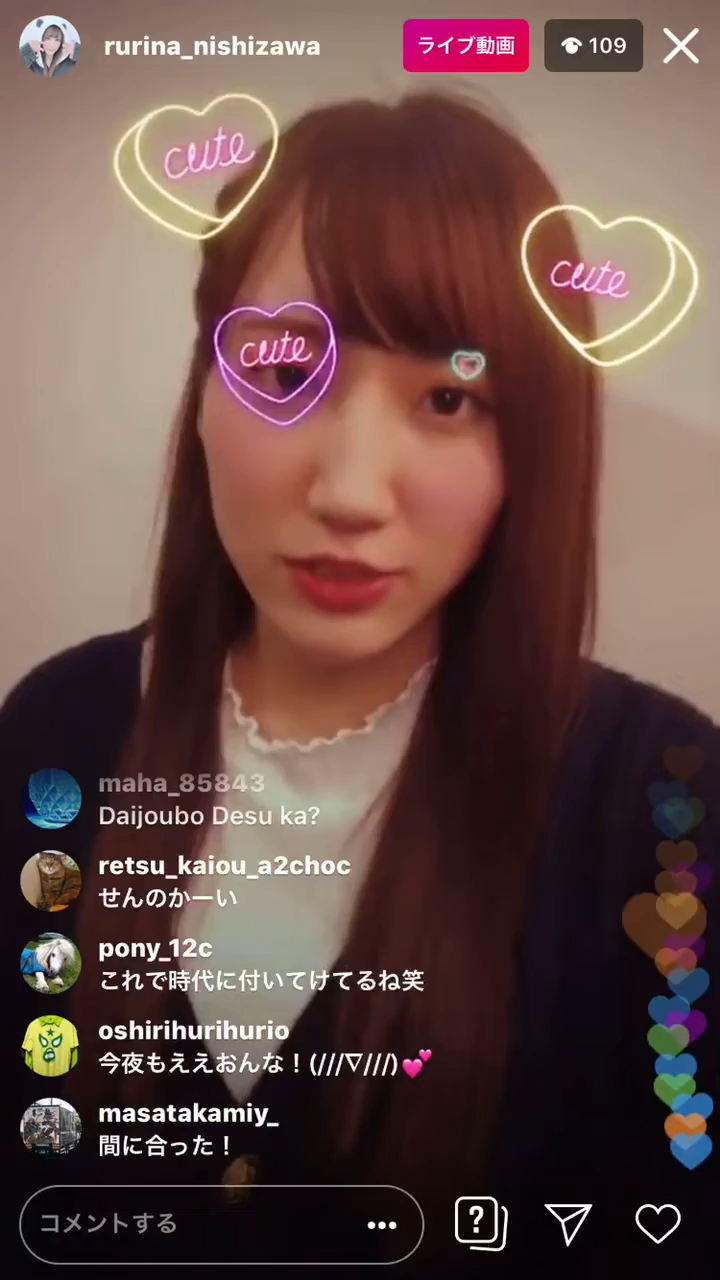 rurina_nishizawa
ライブ動画
109
cute
cute
cute
maha_85843
Daijoubo Desu ka?
retsu_kaiou_a2choc
せんのかーい
pony_12c
これで時代に付いてけてるね笑
oshirihurihurio
今夜もええおんな！(///▽///)💕
masatakamiy_
間に合った！
コメントする